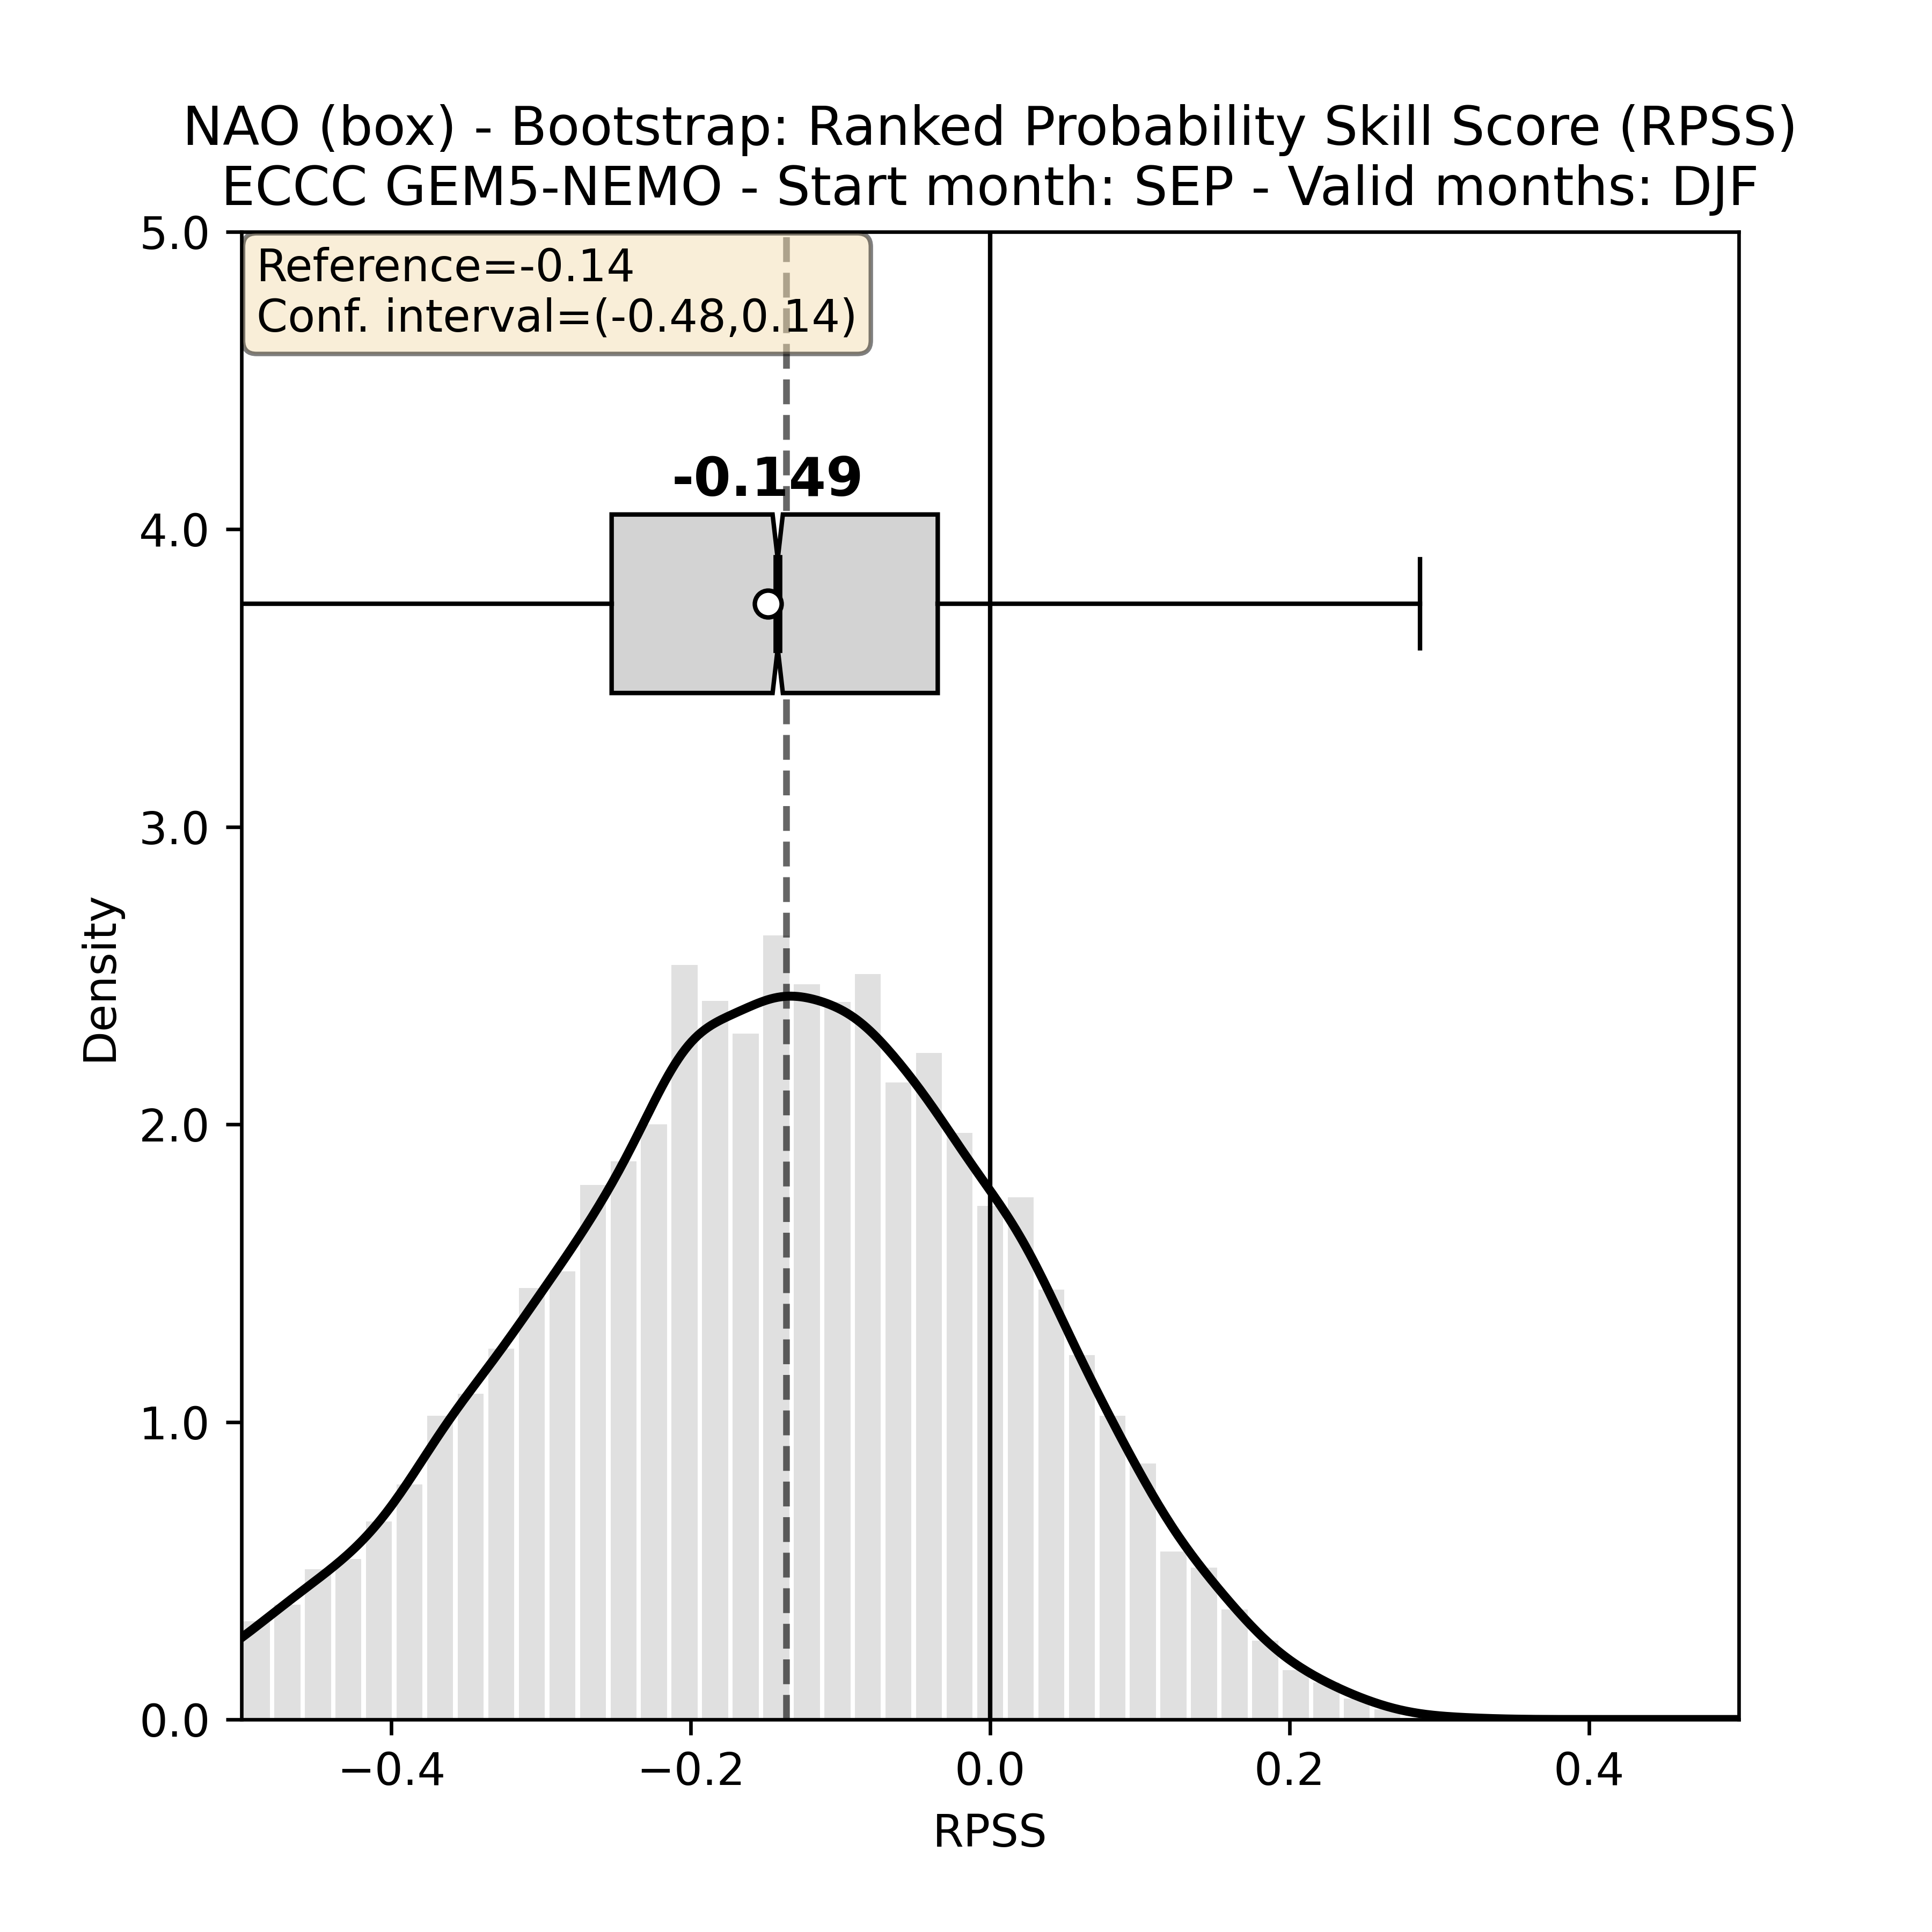 NAO (box) - Bootstrap: Ranked Probability Skill Score (RPSS)
ECCC GEM5-NEMO - Start month: SEP - Valid months: DJF
Reference=-0.14
Conf. interval=(-0.48,0.14)
-0.149
5.0
4.0
3.0
2.0
1.0
0.0
Density
−0.4 −0.2 0.0 0.2 0.4
RPSS